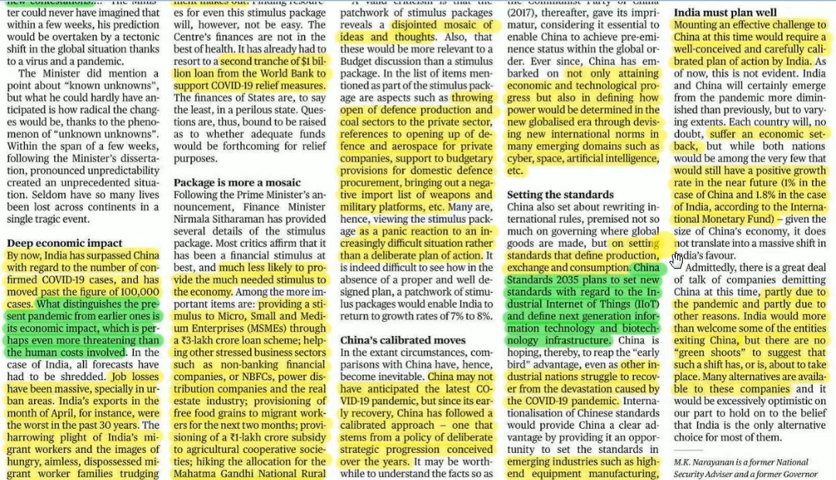 The Minis-
ter could never have imagined that
within a few weeks, his prediction
would be overtaken by a tectonic
shift in the global situation thanks
to a virus and a pandemic.
The Minister did mention a
point about "known unknowns",
but what he could hardly have an-
ticipated is how radical the chang-
es would be, thanks to the pheno-
menon of "unknown unknowns".
Within the span of a few weeks,
following the Minister's disserta-
tion, pronounced unpredictability
created an unprecedented situa-
tion. Seldom have so many lives
been lost across continents in a
single tragic event.
Deep economic impact
By now, India has surpassed China
with regard to the number of con-
firmed COVID-19 cases, and has
moved past the figure of 100,000
cases. What distinguishes the pre-
sent pandemic from earlier ones is
its economic impact, which is per-
haps even more threatening than
the human costs involved. In the
case of India, all forecasts have
had to be shredded. Job losses
have been massive, specially in ur-
ban areas. India's exports in the
month of April, for instance, were
the worst in the past 30 years. The
harrowing plight of India's mi-
grant workers and the images of
hungry, aimless, dispossessed mi-
grant worker families trudging
es for even this stimulus package
will, however, not be easy. The
Centre's finances are not in the
best of health. It has already had to
resort to a second tranche of $1 bil-
lion loan from the World Bank to
support COVID-19 relief measures.
The finances of States are, to say
the least, in a perilous state. Ques-
tions are, thus, bound to be raised
as to whether adequate funds
would be forthcoming for relief
purposes.
Package is more a mosaic
Following the Prime Minister's an-
nouncement, Finance Minister
Nirmala Sitharaman has provided
several details of the stimulus
package. Most critics affirm that it
has been a financial stimulus at
best, and much less likely to pro-
vide the much needed stimulus to
the economy. Among the more im-
portant items are: providing a sti-
mulus to Micro, Small and Medi-
um Enterprises (MSMEs) through
a ₹3-lakh crore loan scheme; help-
ing other stressed business sectors
such as non-banking financial
companies, or NBFCs, power dis-
tribution companies and the real
estate industry; provisioning of
free food grains to migrant work-
ers for the next two months; provi-
sioning of a ₹1-lakh crore subsidy
to agricultural cooperative socie-
ties; hiking the allocation for the
Mahatma Gandhi National Rural
patchwork of stimulus packages
reveals a disjointed mosaic of
ideas and thoughts. Also, that
these would be more relevant to a
Budget discussion than a stimulus
package. In the list of items men-
tioned as part of the stimulus pack-
age are aspects such as throwing
open of defence production and
coal sectors to the private sector,
references to opening up of de-
fence and aerospace for private
companies, support to budgetary
provisions for domestic defence
procurement, bringing out a nega-
tive import list of weapons and
military platforms, etc. Many are,
hence, viewing the stimulus pack-
age as a panic reaction to an in-
creasingly difficult situation rather
than a deliberate plan of action. It
is indeed difficult to see how in the
absence of a proper and well de-
signed plan, a patchwork of stimu-
lus packages would enable India to
return to growth rates of 7% to 8%.
China's calibrated moves
In the extant circumstances, com-
parisons with China have, hence,
become inevitable. China may not
have anticipated the latest CO-
VID-19 pandemic, but since its ear-
ly recovery, China has followed a
calibrated approach – one that
stems from a policy of deliberate
strategic progression conceived
over the years. It may be worth-
while to understand the facts so as
(2017), thereafter, gave its impri-
matur, considering it essential to
enable China to achieve pre-emi-
nence status within the global or-
der. Ever since, China has em-
barked on not only attaining
economic and technological pro-
gress but also in defining how
power would be determined in the
new globalised era through devis-
ing new international norms in
many emerging domains such as
cyber, space, artificial intelligence,
etc.
Setting the standards
China also set about rewriting in-
ternational rules, premised not so
much on governing where global
goods are made, but on setting
standards that define production,
exchange and consumption. China
Standards 2035 plans to set new
standards with regard to the In-
dustrial Internet of Things (IIoT)
and define next generation infor-
mation technology and biotech-
nology infrastructure. China is
hoping, thereby, to reap the "early
bird" advantage, even as other in-
dustrial nations struggle to recov-
er from the devastation caused by
the COVID-19 pandemic. Interna-
tionalisation of Chinese standards
would provide China a clear ad-
vantage by providing it an oppor-
tunity to set the standards in
emerging industries such as high-
end equipment manufacturing,
India must plan well
Mounting an effective challenge to
China at this time would require a
well-conceived and carefully cali-
brated plan of action by India. As
of now, this is not evident. India
and China will certainly emerge
from the pandemic more dimin-
ished than previously, but to vary-
ing extents. Each country will, no
doubt, suffer an economic set-
back, but while both nations
would be among the very few that
would still have a positive growth
rate in the near future (1% in the
case of China and 1.8% in the case
of India, according to the Interna-
tional Monetary Fund) – given the
size of China's economy, it does
not translate into a massive shift in
India's favour.
Admittedly, there is a great deal
of talk of companies demitting
China at this time, partly due to
the pandemic and partly due to
other reasons. India would more
than welcome some of the entities
exiting China, but there are no
"green shoots" to suggest that
such a shift has, or is, about to take
place. Many alternatives are availa-
ble to these companies and it
would be excessively optimistic on
our part to hold on to the belief
that India is the only alternative
choice for most of them.
M.K. Narayanan is a former National
Security Adviser and a former Governor